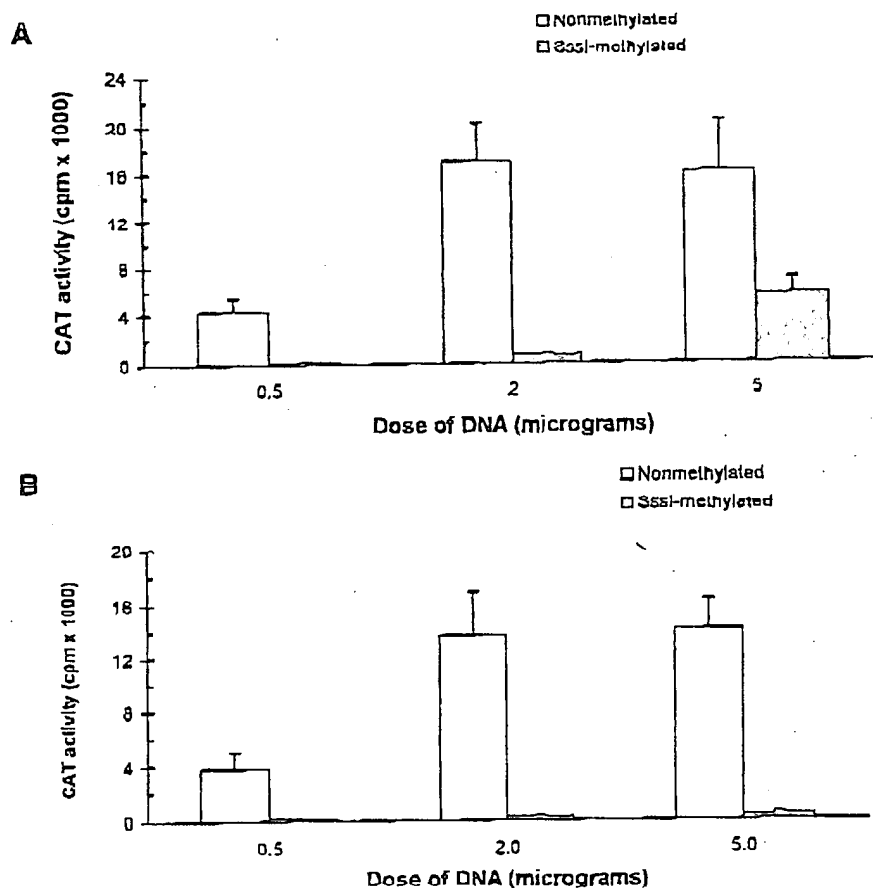 A
Nonmethylated
SssI-methylated
CAT activity (cpm x 1000)
24
20
16
12
8
4
0
0.5
2
5
Dose of DNA (micrograms)
B
Nonmethylated
SssI-methylated
CAT activity (cpm x 1000)
20
16
12
8
4
0
0.5
2.0
5.0
Dose of DNA (micrograms)